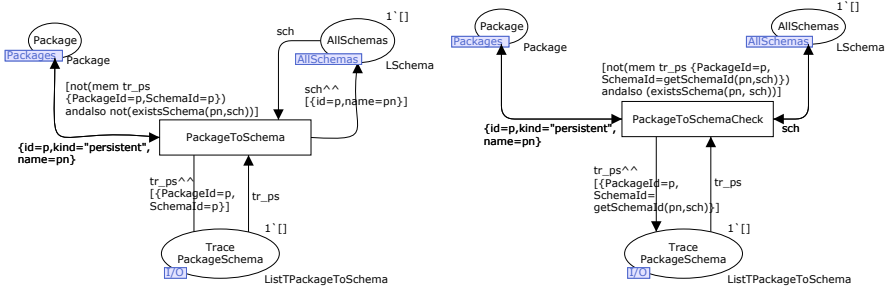 Package
Packages
Package
[not(mem tr_ps
{PackageId=p,SchemaId=p})
andalso not(existsSchema(pn,sch))]
{id=p,kind="persistent",
name=pn}
sch
1`[]
AllSchemas
AllSchemas
LSchema
sch^^
[{id=p,name=pn}]
PackageToSchema
tr_ps^^
[{PackageId=p,
SchemaId=p}]
tr_ps
1`[]
Trace
PackageSchema
I/O
ListTPackageToSchema
Package
Packages
Package
[not(mem tr_ps {PackageId=p,
SchemaId=getSchemaId(pn,sch)})
andalso (existsSchema(pn, sch))]
{id=p,kind="persistent",
name=pn}
1`[]
AllSchemas
AllSchemas
LSchema
sch
PackageToSchemaCheck
tr_ps^^
[{PackageId=p,
SchemaId=
getSchemaId(pn,sch)}]
tr_ps
1`[]
Trace
PackageSchema
I/O
ListTPackageToSchema